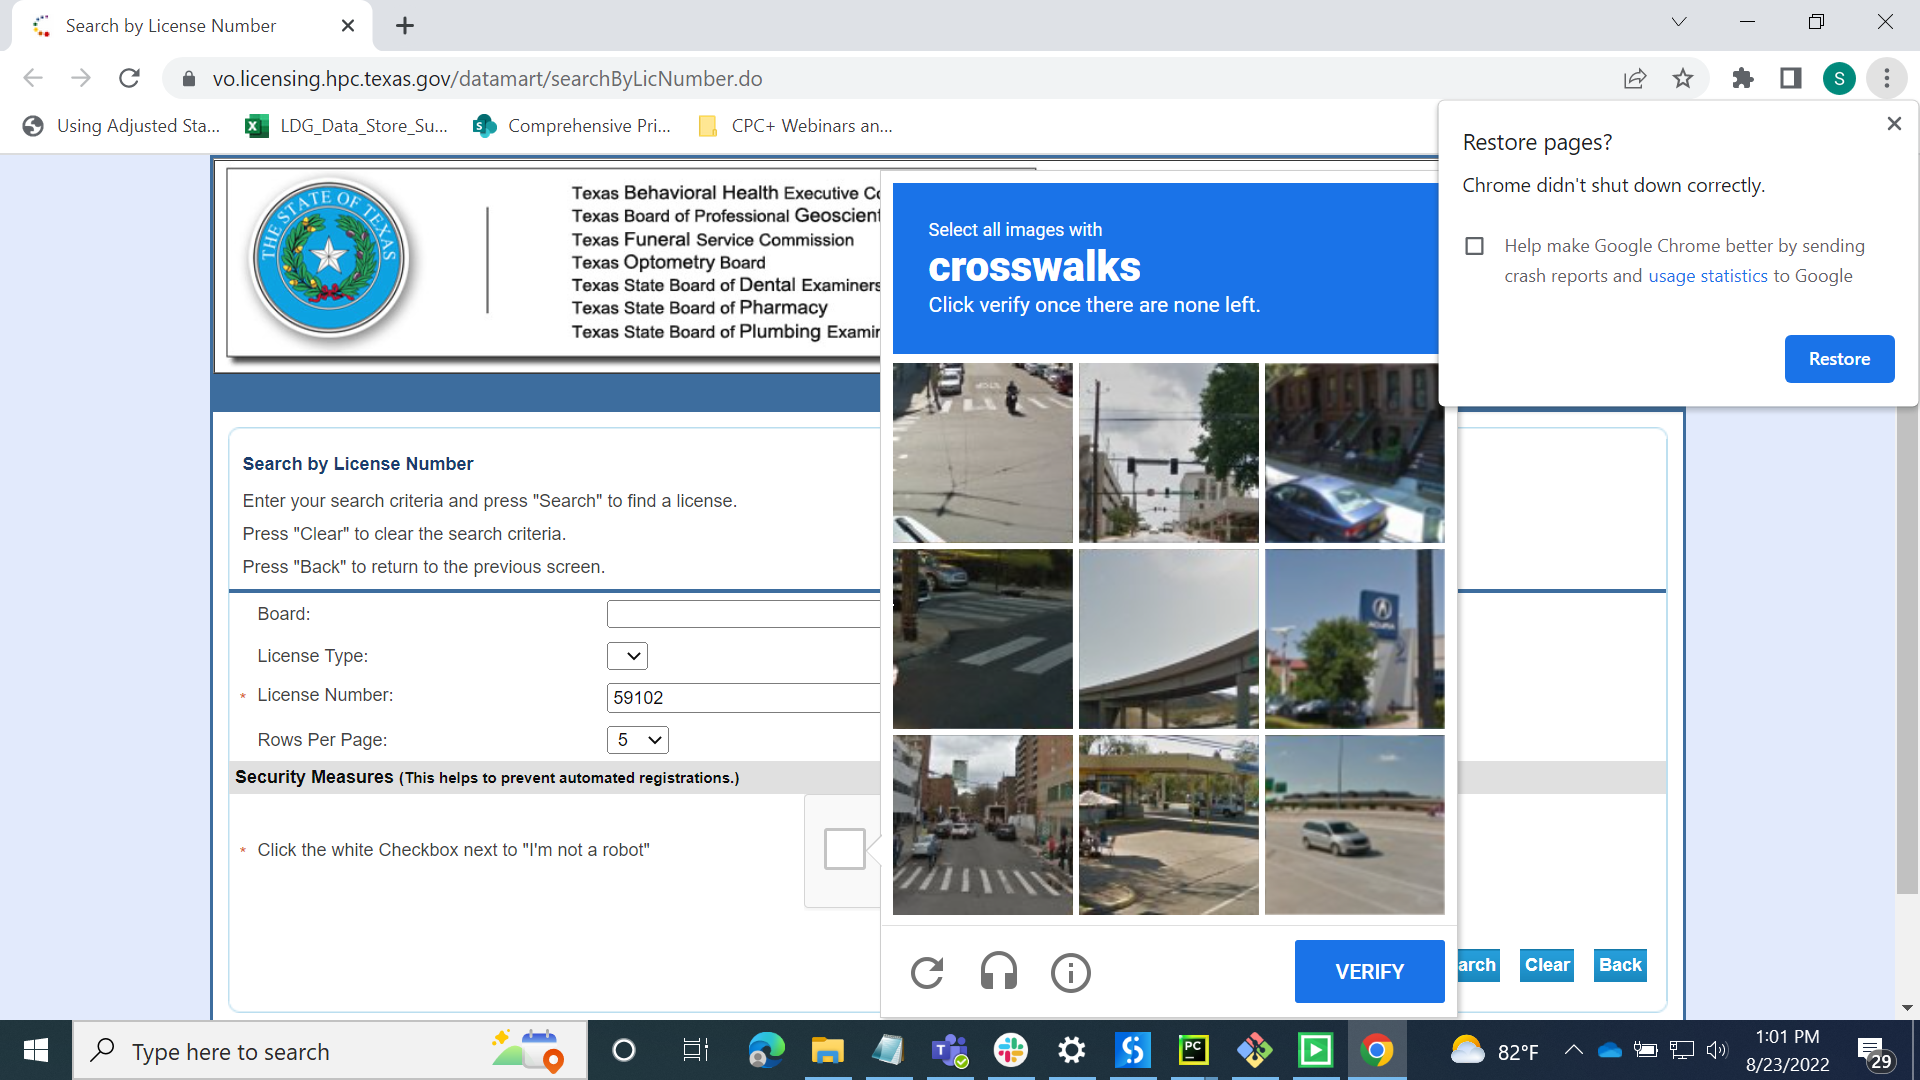 Search by License Number
vo.licensing.hpc.texas.gov/datamart/searchByLicNumber.do
S
Using Adjusted Sta...
LDG_Data_Store_Su...
Comprehensive Pri...
CPC+ Webinars an...
Restore pages?
Chrome didn't shut down correctly.
Help make Google Chrome better by sending
crash reports and usage statistics to Google
Restore
THE STATE OF TEXAS
Texas Behavioral Health Executive Co
Texas Board of Professional Geoscient
Texas Funeral Service Commission
Texas Optometry Board
Texas State Board of Dental Examiners
Texas State Board of Pharmacy
Texas State Board of Plumbing Examin
Select all images with
crosswalks
Click verify once there are none left.
ACURA
VERIFY
Search by License Number
Enter your search criteria and press "Search" to find a license.
Press "Clear" to clear the search criteria.
Press "Back" to return to the previous screen.
Board:
License Type:
* License Number:
59102
Rows Per Page:
5
Security Measures (This helps to prevent automated registrations.)
* Click the white Checkbox next to "I'm not a robot"
arch
Clear
Back
Type here to search
PC
82°F
1:01 PM
8/23/2022
29